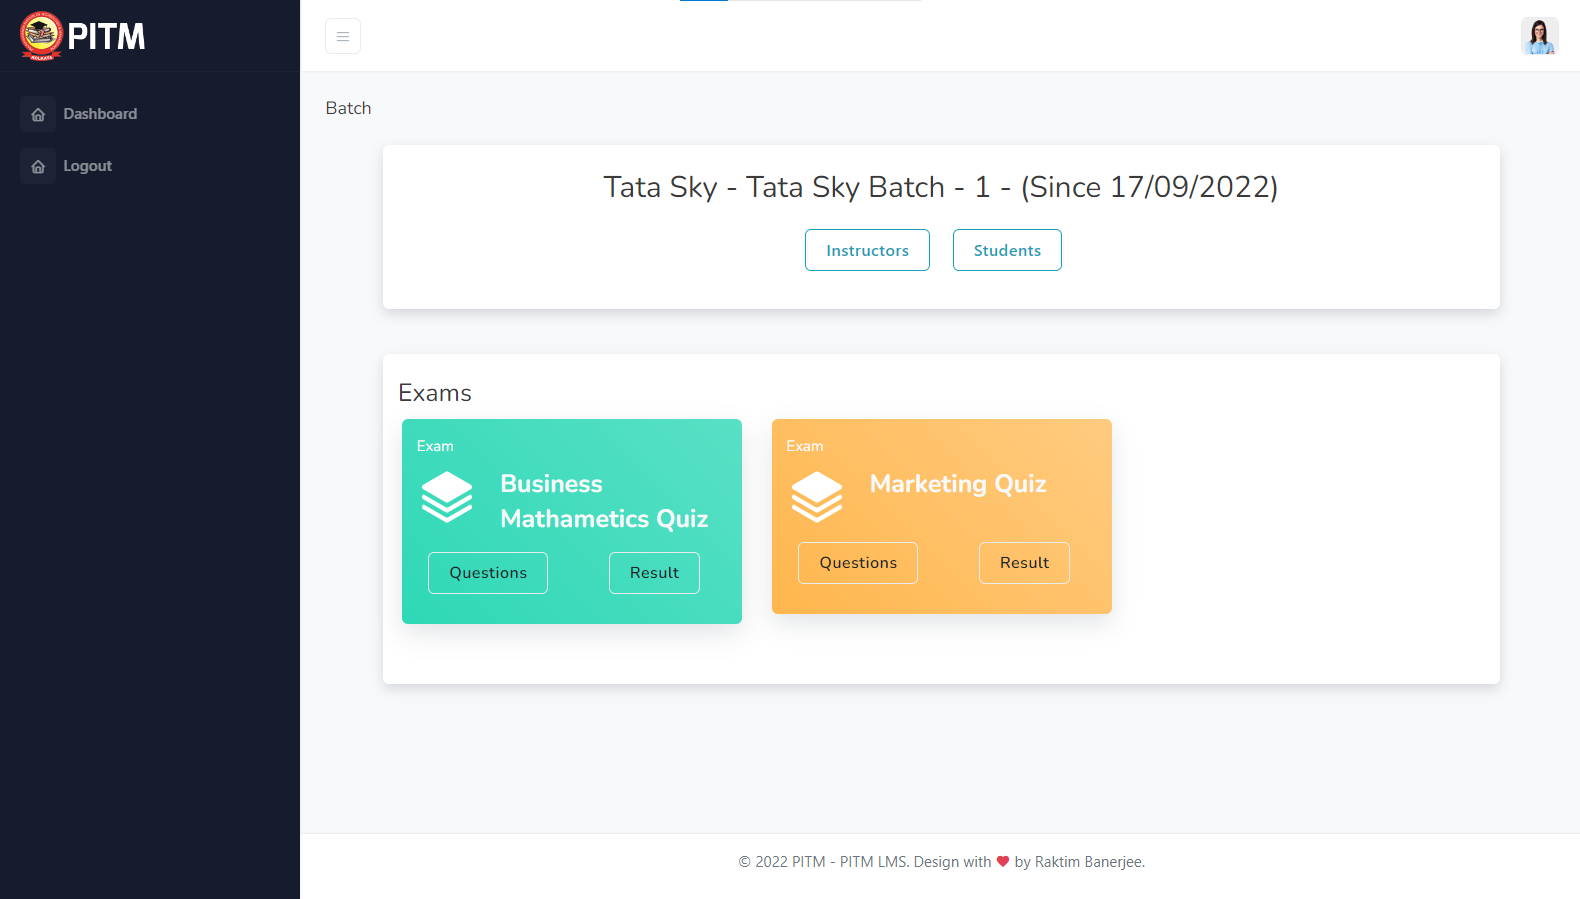 PITM
KOLKATA
Dashboard
Logout
Batch
Tata Sky - Tata Sky Batch - 1 - (Since 17/09/2022)
Instructors
Students
Exams
Exam
Business
Mathametics Quiz
Questions
Result
Exam
Marketing Quiz
Questions
Result
© 2022 PITM - PITM LMS. Design with ❤ by Raktim Banerjee.